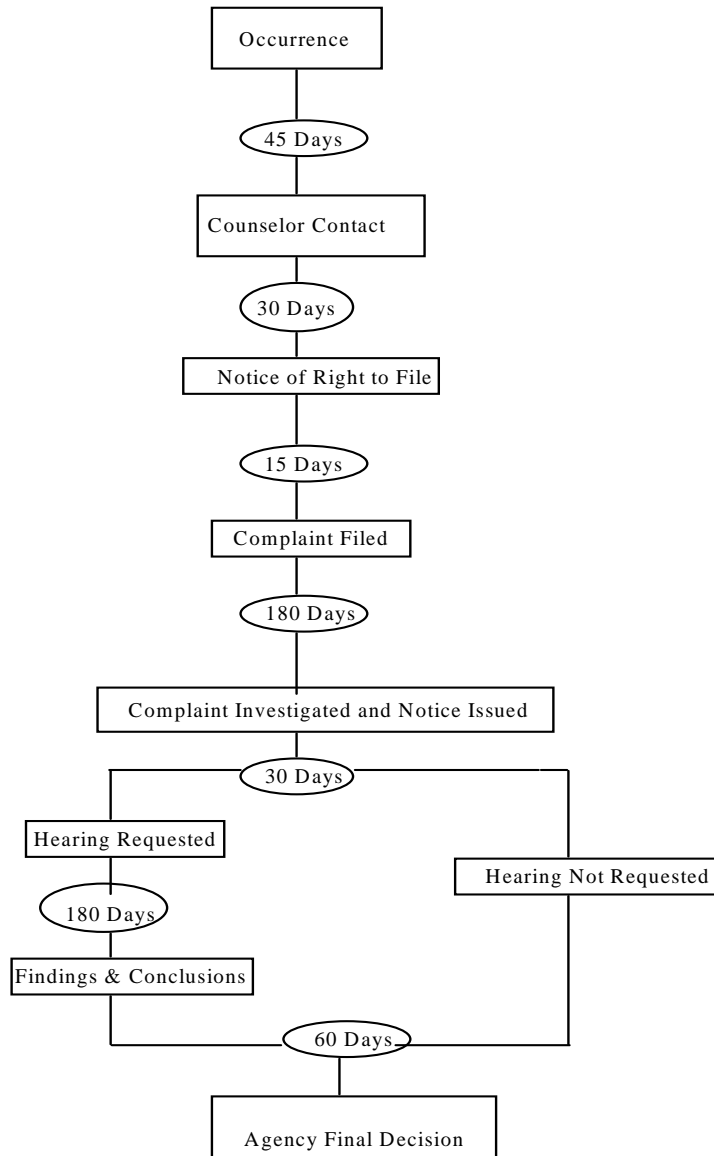 Occurrence
45 Days
Counselor Contact
30 Days
Notice of Right to File
15 Days
Complaint Filed
180 Days
Complaint Investigated and Notice Issued
30 Days
Hearing Requested
Hearing Not Requested
180 Days
Findings & Conclusions
60 Days
Agency Final Decision